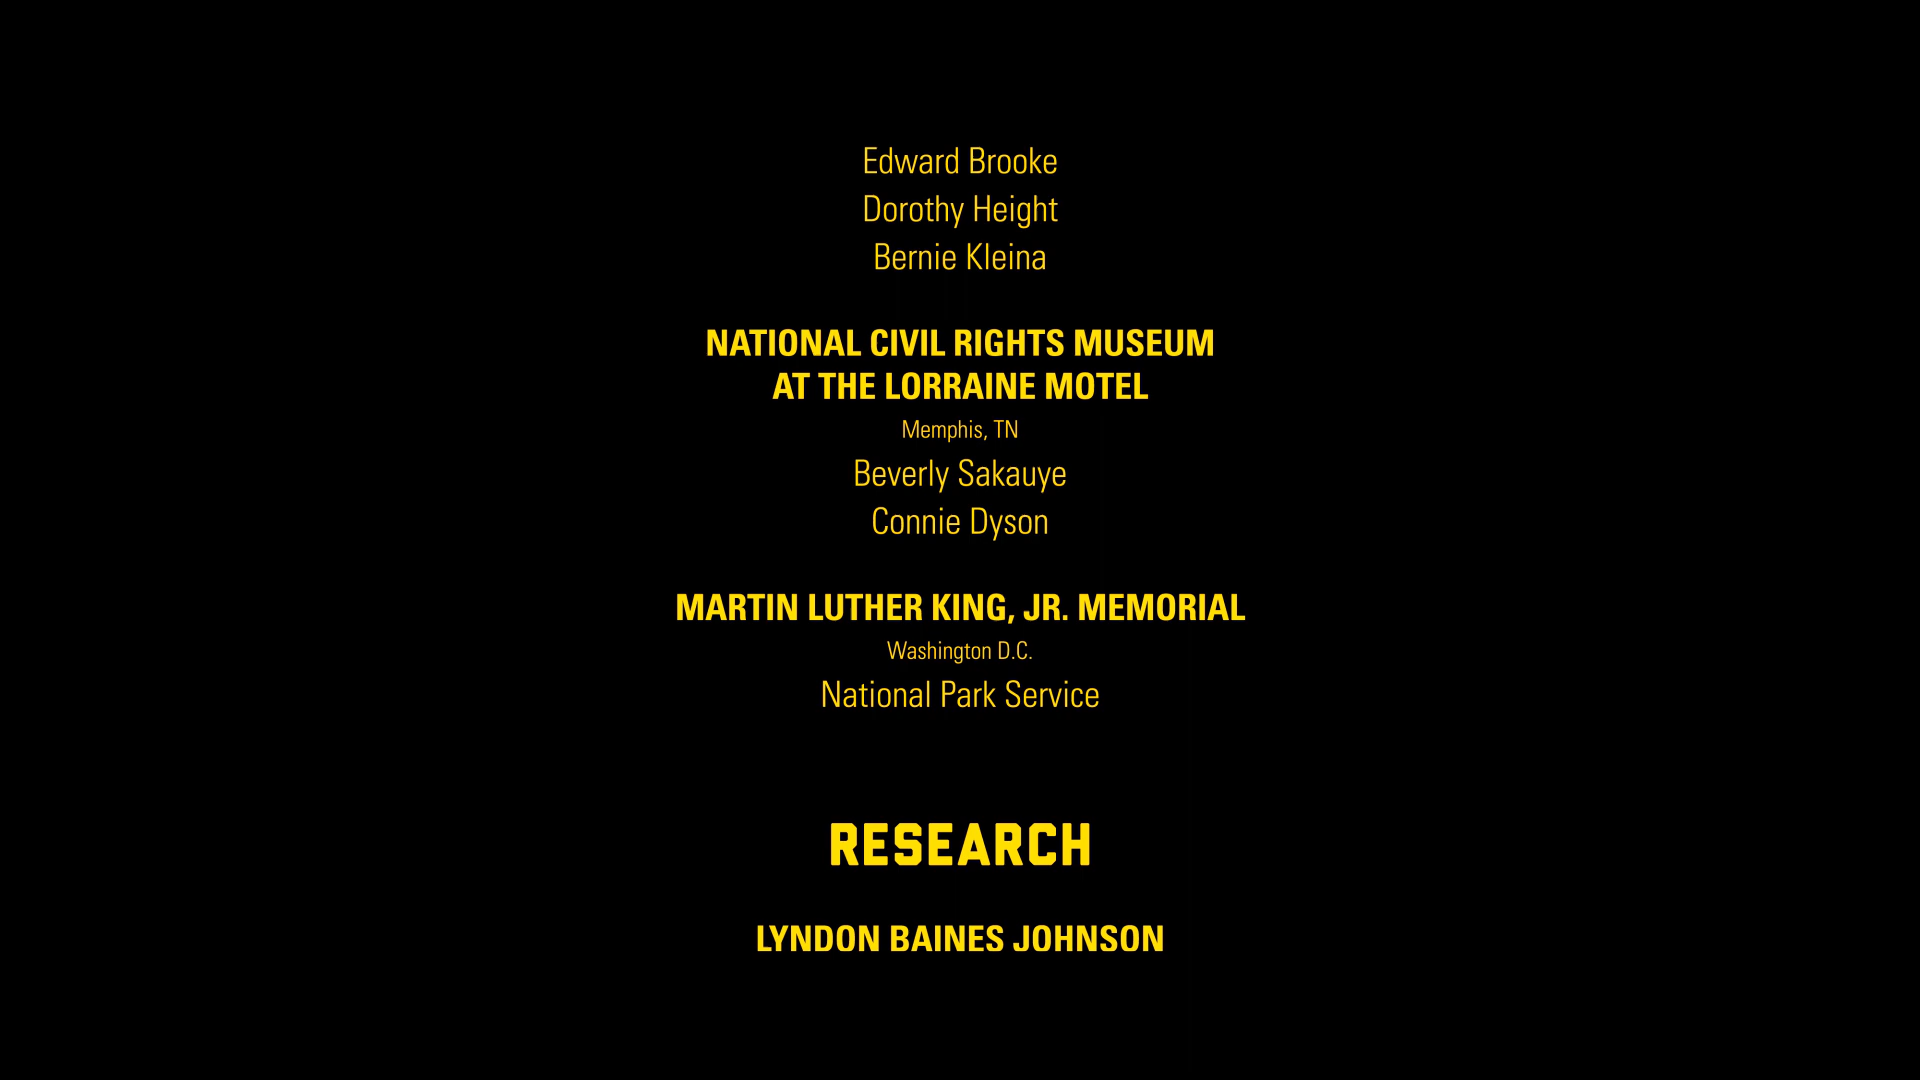 Edward Brooke
Dorothy Height
Bernie Kleina
NATIONAL CIVIL RIGHTS MUSEUM
AT THE LORRAINE MOTEL
Memphis, TN
Beverly Sakauye
Connie Dyson
MARTIN LUTHER KING, JR. MEMORIAL
Washington D.C.
National Park Service
RESEARCH
LYNDON BAINES JOHNSON